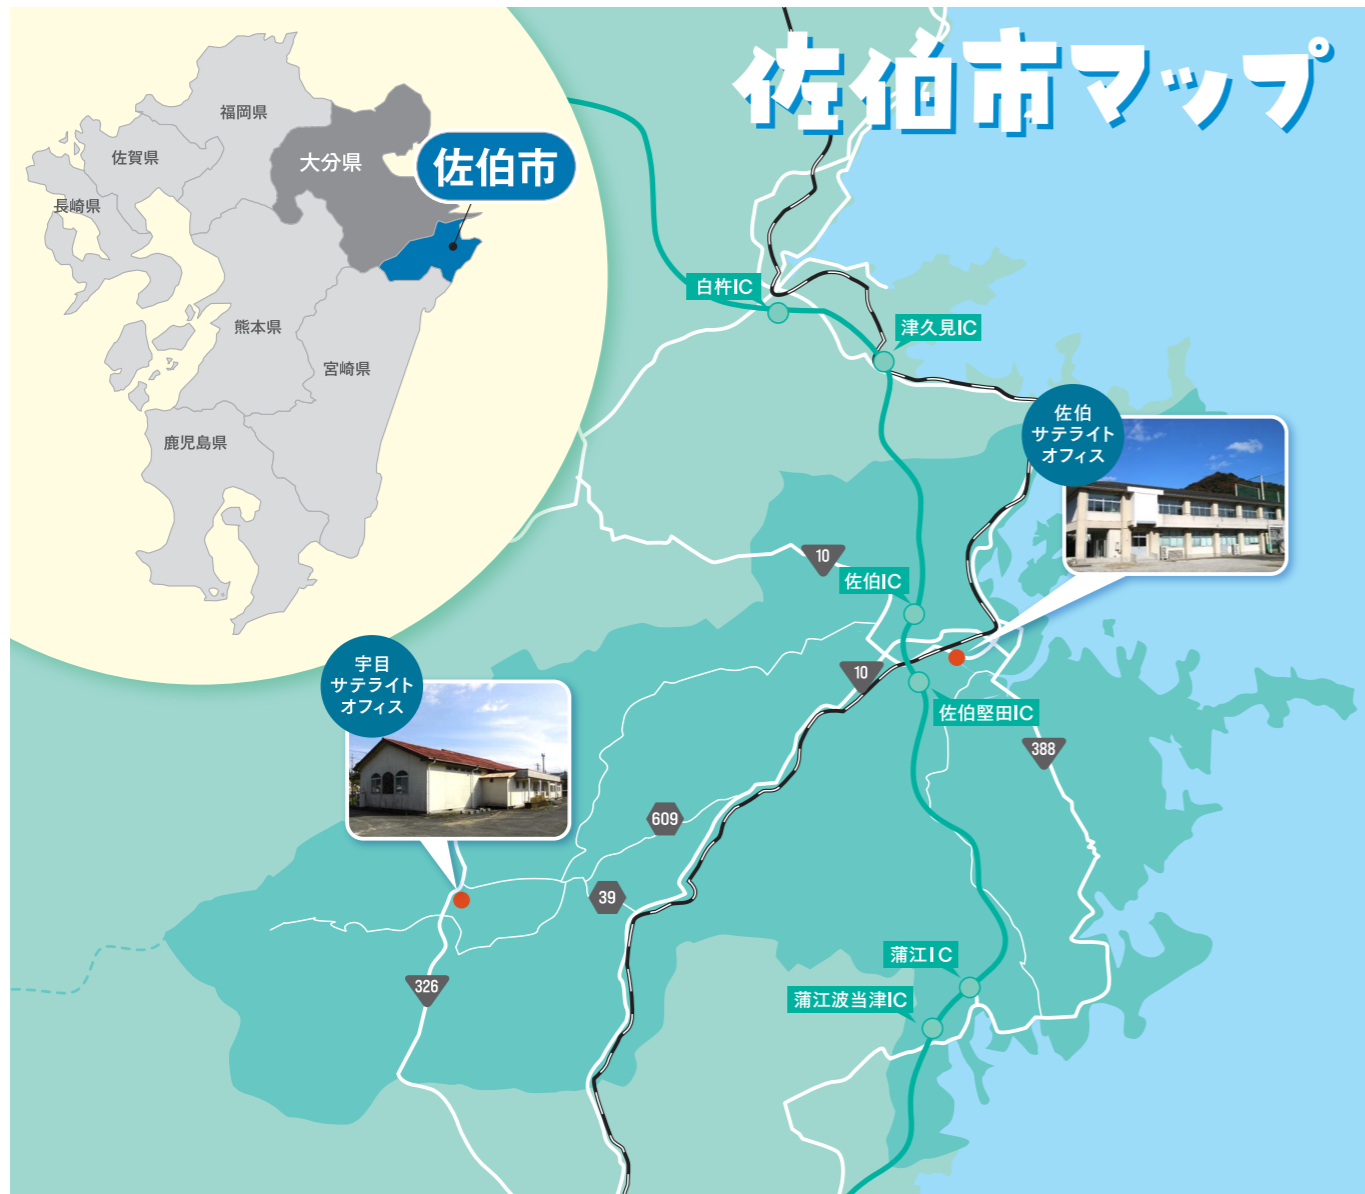 佐伯市マップ
福岡県
佐賀県
大分県
佐伯市
長崎県
熊本県
宮崎県
鹿児島県
臼杵IC
津久見IC
佐伯
サテライト
オフィス
10
佐伯IC
宇目
サテライト
オフィス
10
佐伯堅田IC
388
609
39
326
蒲江IC
蒲江波当津IC